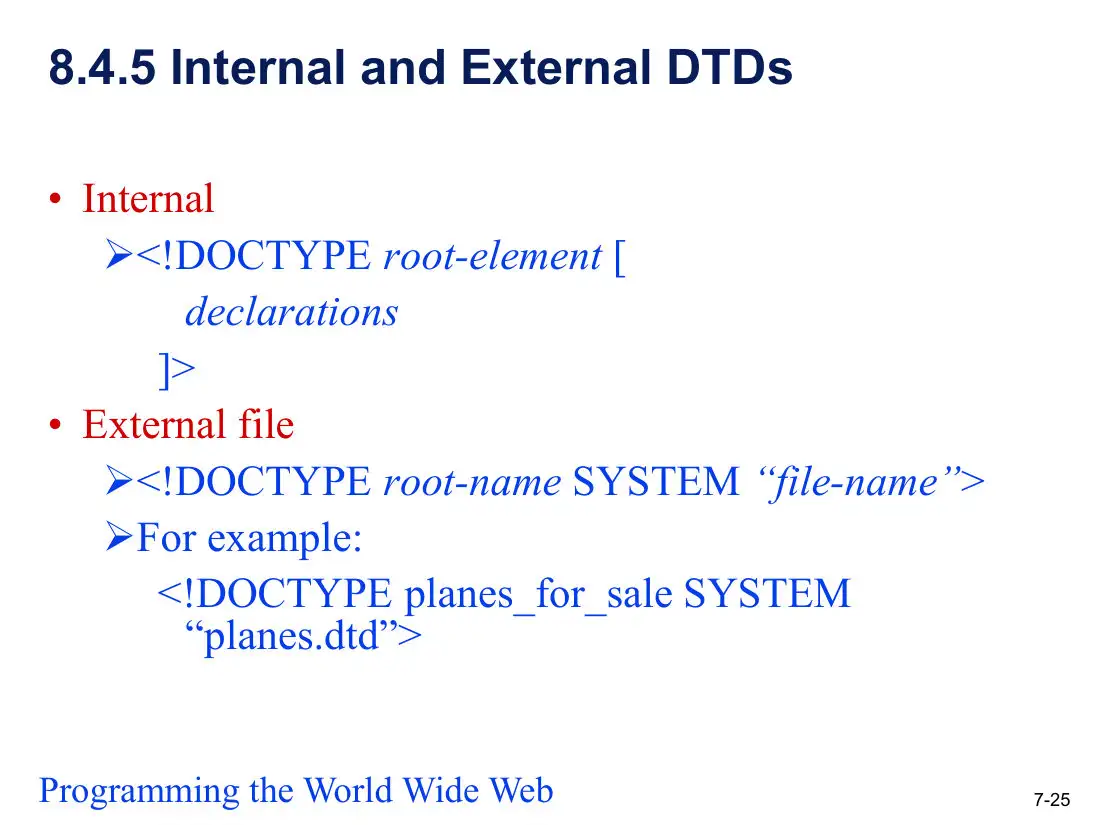 8.4.5 Internal and External DTDs
• Internal
➢<!DOCTYPE root-element [
declarations
]>
• External file
➢<!DOCTYPE root-name SYSTEM “file-name”>
➢For example:
<!DOCTYPE planes_for_sale SYSTEM
“planes.dtd”>
Programming the World Wide Web
7-25